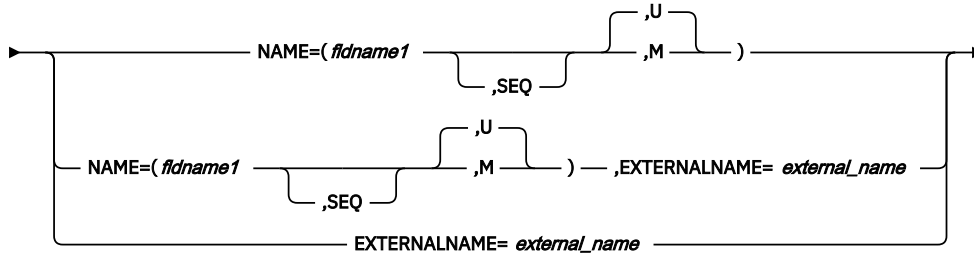 ,U
NAME=( fldname1 ,M )
,SEQ
,U
NAME=( fldname1 ,M ) ,EXTERNALNAME= external_name
,SEQ
EXTERNALNAME= external_name